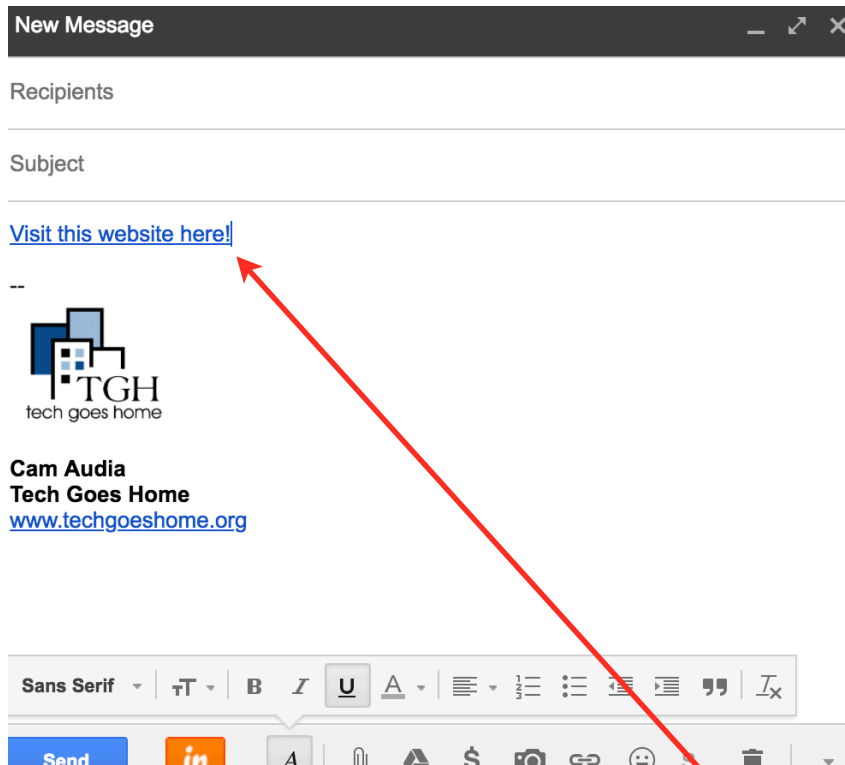 New Message
Recipients
Subject
Visit this website here!
--
TGH
tech goes home
Cam Audia
Tech Goes Home
www.techgoeshome.org
Sans Serif
Send
in